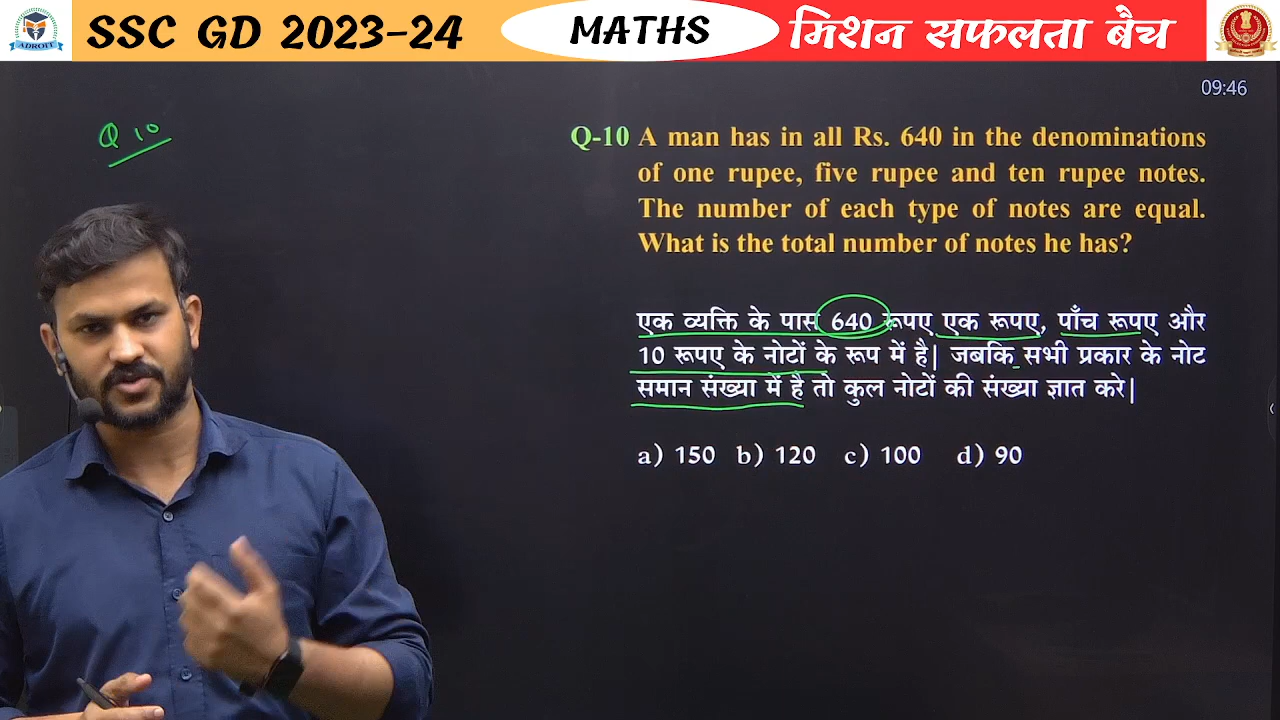 SSC GD 2023-24
MATHS
मिशन सफलता बैच
ADROIT
09:46
Q 10
Q-10 A man has in all Rs. 640 in the denominations
of one rupee, five rupee and ten rupee notes.
The number of each type of notes are equal.
What is the total number of notes he has?
एक व्यक्ति के पास 640 रूपए एक रूपए, पाँच रूपए और
10 रूपए के नोटों के रूप में है| जबकि सभी प्रकार के नोट
समान संख्या में है तो कुल नोटों की संख्या ज्ञात करे|
a) 150 b) 120 c) 100 d) 90